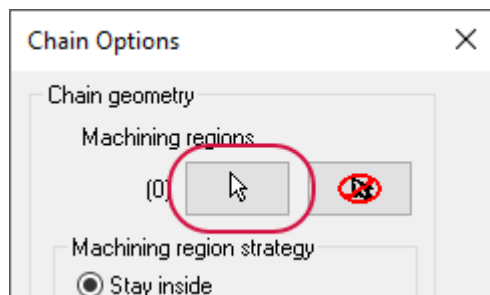 Chain Options
Chain geometry
Machining regions
(0)
Machining region strategy
Stay inside